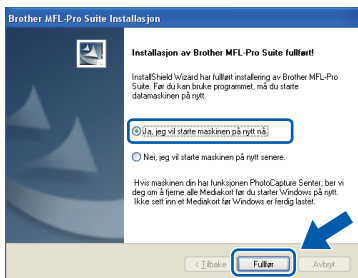 Brother MFL-Pro Suite Installasjon
Installasjon av Brother MFL-Pro Suite fullført!
InstallShield Wizard har fullført installering av Brother MFL-Pro
Suite. Før du kan bruke programmet, må du starte
datamaskinen på nytt.
Ja, jeg vil starte maskinen på nytt nå.
Nei, jeg vil starte maskinen på nytt senere.
Hvis maskinen din har funksjonen PhotoCapture Senter, ber vi
deg om å fjerne alle Mediakort før du starter Windows på nytt.
Ikke sett inn et Mediakort før Windows er ferdig lastet.
< Tilbake
Fullfør
Avbryt